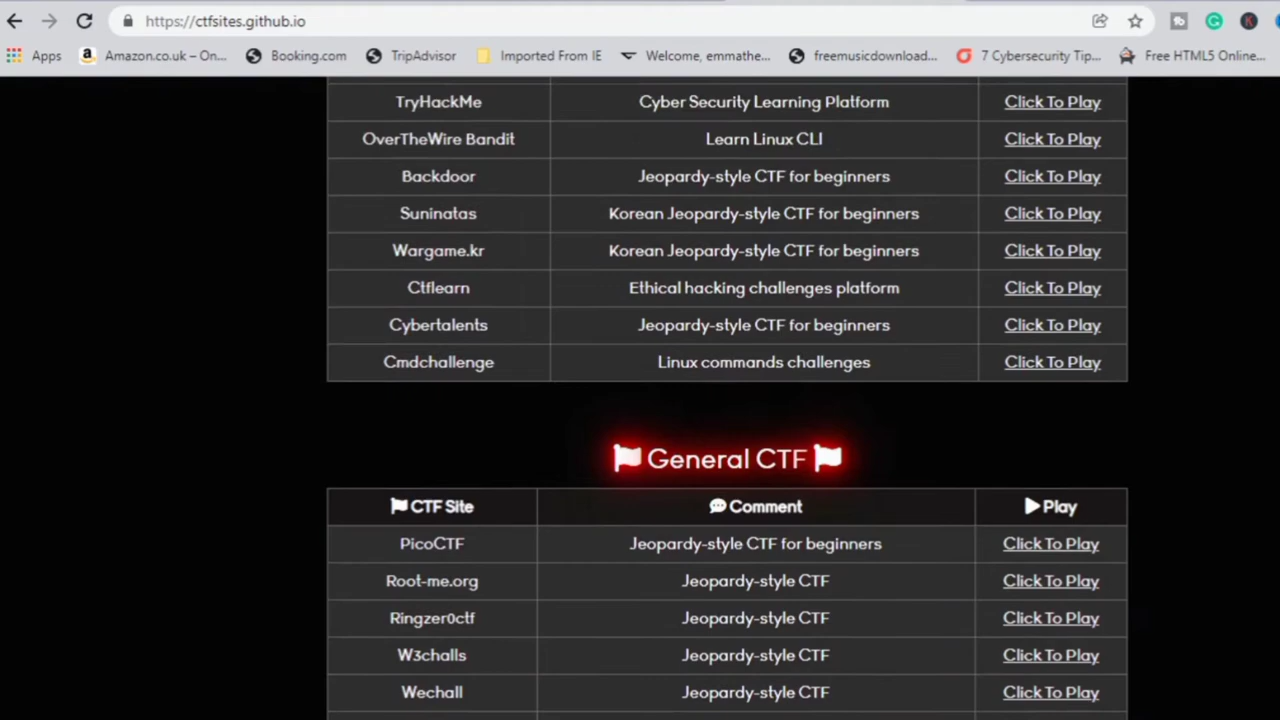 https://ctfsites.github.io
Apps Amazon.co.uk – On... Booking.com TripAdvisor Imported From IE Welcome, emmathe... freemusicdownload... 7 Cybersecurity Tip... Free HTML5 Online...
TryHackMe Cyber Security Learning Platform Click To Play
OverTheWire Bandit Learn Linux CLI Click To Play
Backdoor Jeopardy-style CTF for beginners Click To Play
Suninatas Korean Jeopardy-style CTF for beginners Click To Play
Wargame.kr Korean Jeopardy-style CTF for beginners Click To Play
Ctflearn Ethical hacking challenges platform Click To Play
Cybertalents Jeopardy-style CTF for beginners Click To Play
Cmdchallenge Linux commands challenges Click To Play
General CTF
CTF Site Comment Play
PicoCTF Jeopardy-style CTF for beginners Click To Play
Root-me.org Jeopardy-style CTF Click To Play
Ringzer0ctf Jeopardy-style CTF Click To Play
W3challs Jeopardy-style CTF Click To Play
Wechall Jeopardy-style CTF Click To Play